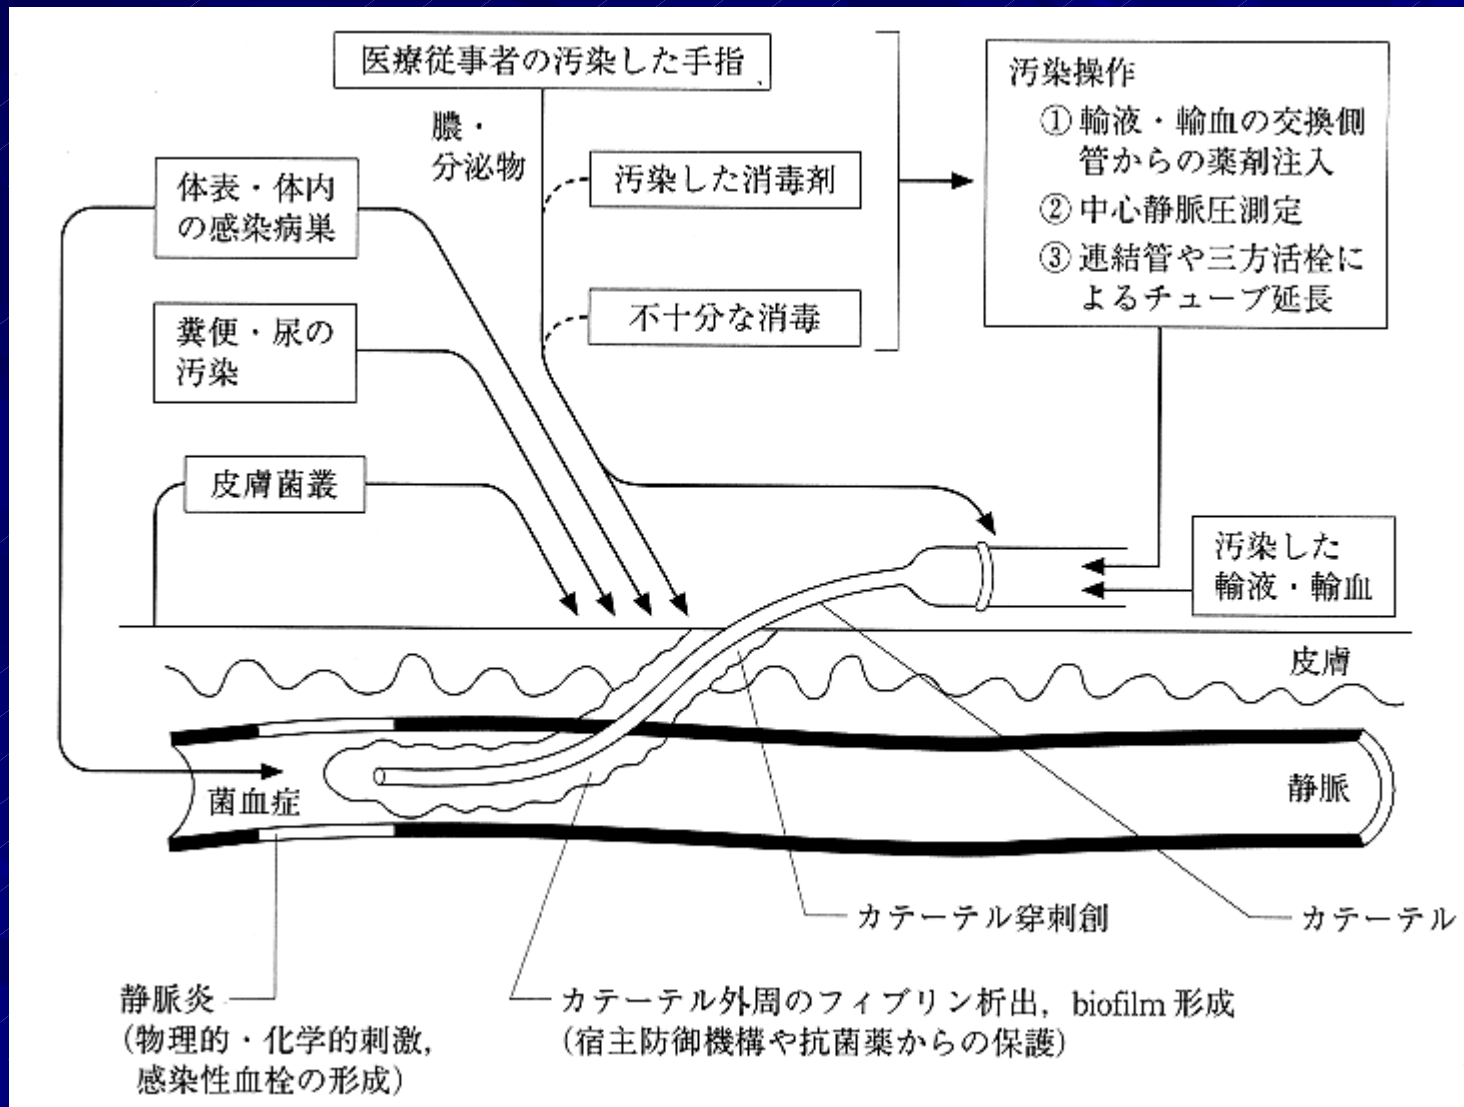 医療従事者の汚染した手指
膿・
分泌物
汚染した消毒剤
不十分な消毒
汚染操作
① 輸液・輸血の交換側
管からの薬剤注入
② 中心静脈圧測定
③ 連結管や三方活栓に
よるチューブ延長
体表・体内
の感染病巣
糞便・尿の
汚染
皮膚菌叢
汚染した
輸液・輸血
皮膚
菌血症
静脈
カテーテル穿刺創
カテーテル
静脈炎
(物理的・化学的刺激,
感染性血栓の形成)
カテーテル外周のフィブリン析出, biofilm 形成
(宿主防御機構や抗菌薬からの保護)